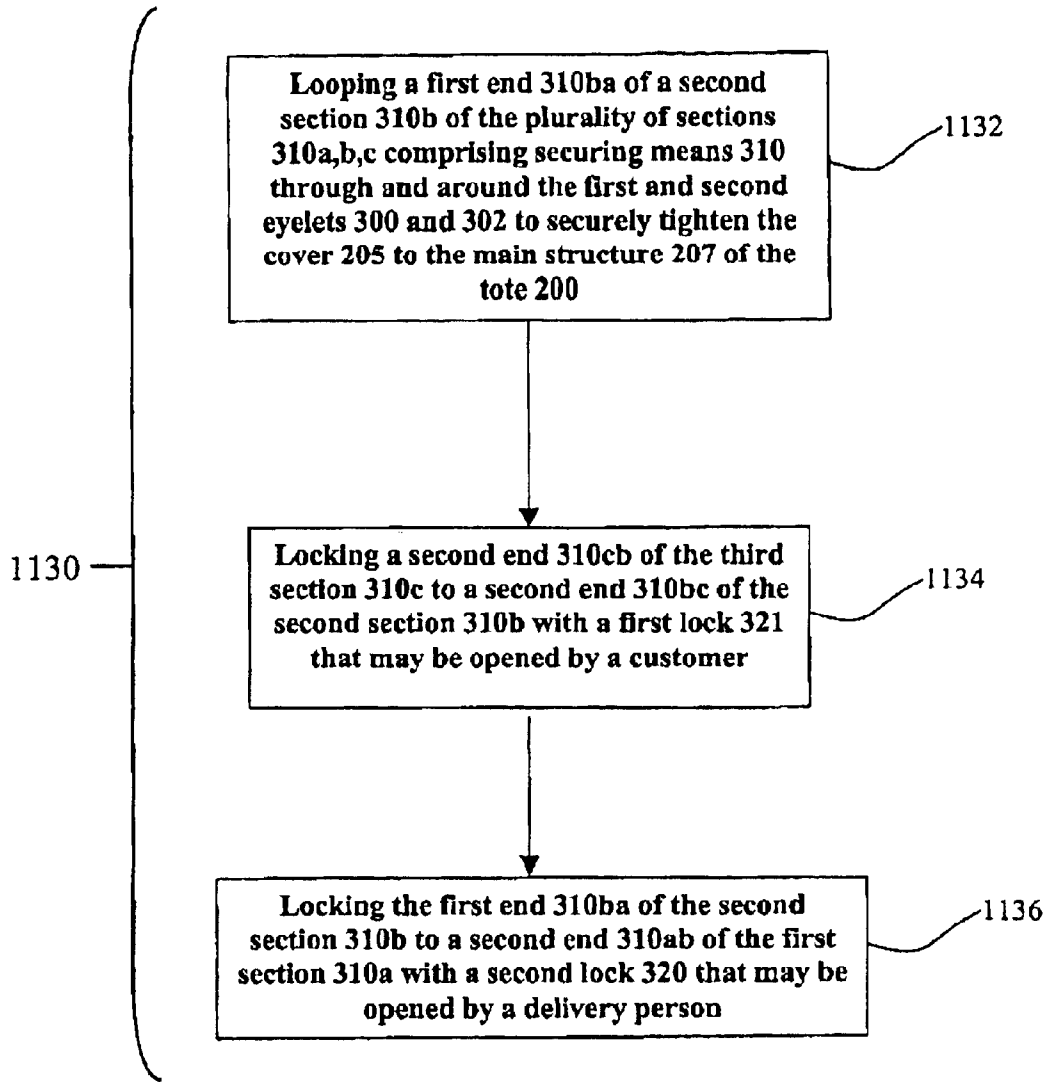 Looping a first end 310ba of a second
section 310b of the plurality of sections
310a,b,c comprising securing means 310
through and around the first and second
eyelets 300 and 302 to securely tighten the
cover 205 to the main structure 207 of the
tote 200
1132
Locking a second end 310cb of the third
section 310c to a second end 310bc of the
second section 310b with a first lock 321
that may be opened by a customer
1134
1130
Locking the first end 310ba of the second
section 310b to a second end 310ab of the first
section 310a with a second lock 320 that may be
opened by a delivery person
1136